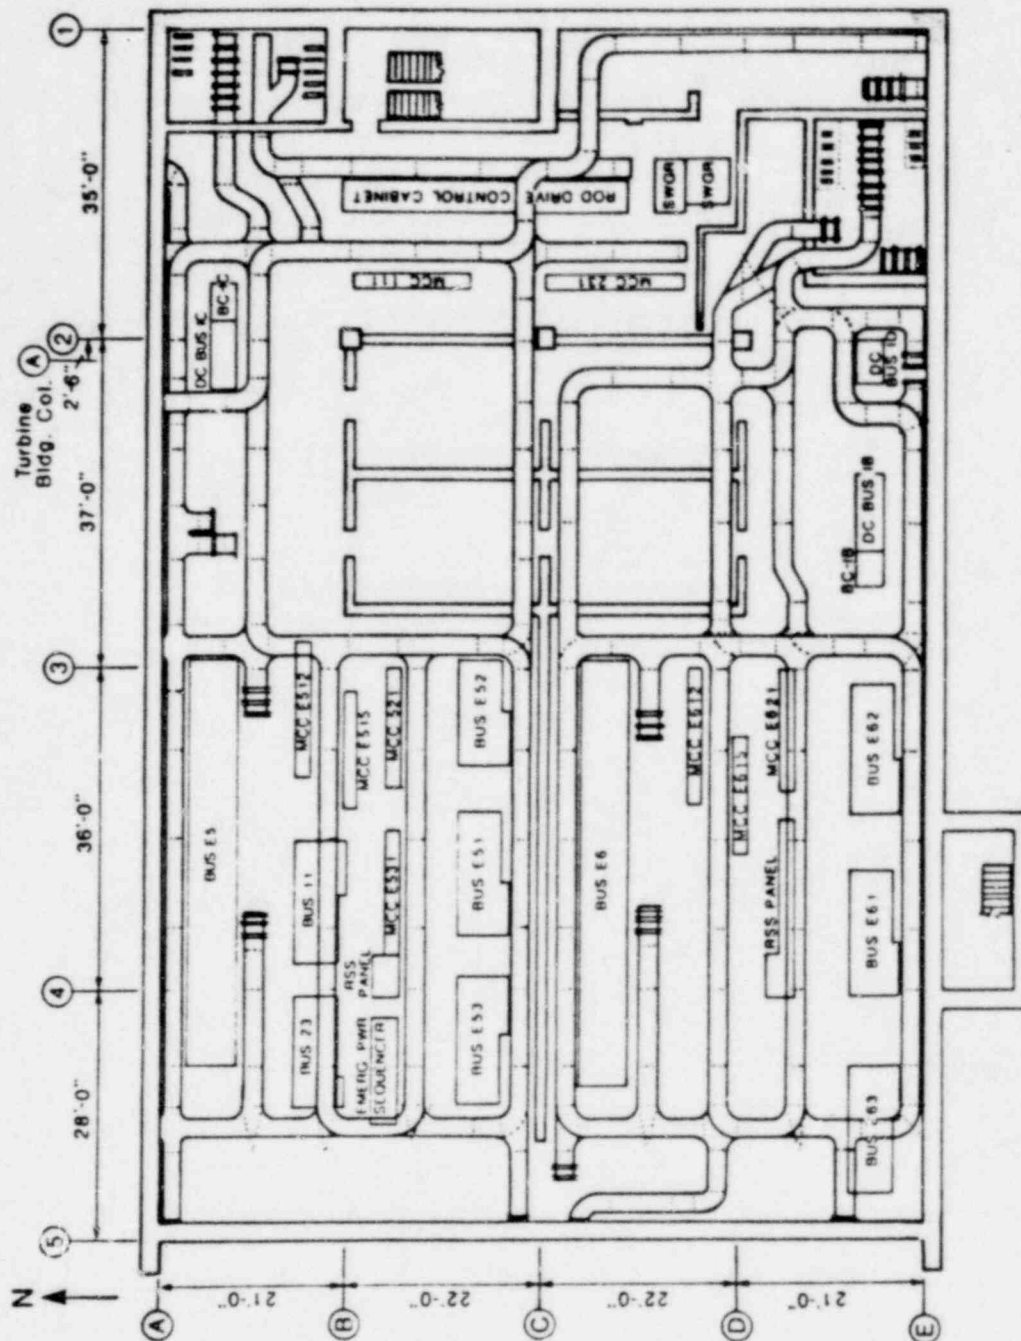 Turbine
Bldg. Col.
A
1
2
3
4
5
35'-0"
2'-6"
37'-0"
36'-0"
28'-0"
N
A
B
C
D
E
21'-0"
22'-0"
22'-0"
21'-0"
ROD DRIVE CONTROL CABINET
SWGR
SWGR
MCC 111
MCC 231
DC BUS 1C
BC-1C
DC
BUS 1D
DC BUS 1B
BC-1B
BUS E5
MCC E512
MCC E515
MCC 521
BUS E52
BUS 11
MCC E531
BUS E51
RSS
PANEL
BUS 23
EMERG. PWR
SEQUENCER
BUS E53
BUS E6
MCC E612
MCC E615
MCC E621
BUS E62
RSS PANEL
BUS E61
BUS E63